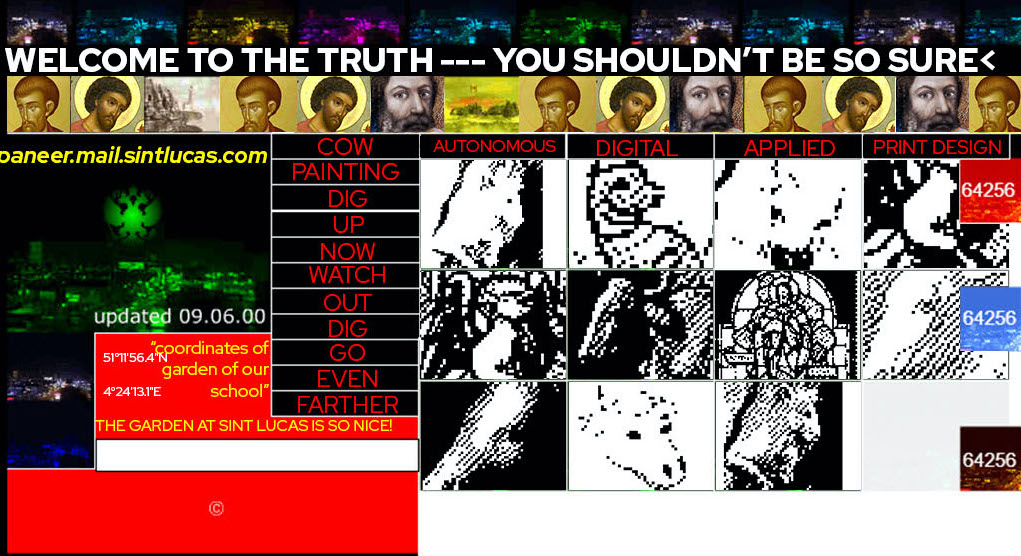 WELCOME TO THE TRUTH --- YOU SHOULDN'T BE SO SURE<
paneer.mail.sintlucas.com
updated 09.06.00
51°11'56.4"N
4°24'13.1"E
"coordinates of
garden of our
school"
THE GARDEN AT SINT LUCAS IS SO NICE!
©
COW
PAINTING
DIG
UP
NOW
WATCH
OUT
DIG
GO
EVEN
FARTHER
AUTONOMOUS
DIGITAL
APPLIED
PRINT DESIGN
64256
64256
64256